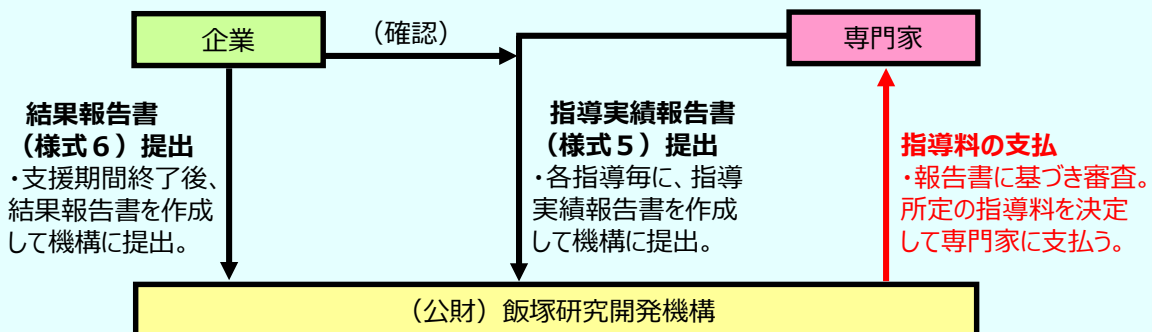 企業
（確認）
専門家
結果報告書
（様式６）提出
・支援期間終了後、
結果報告書を作成
して機構に提出。
指導実績報告書
（様式５）提出
・各指導毎に、指導
実績報告書を作成
して機構に提出。
指導料の支払
・報告書に基づき審査。
所定の指導料を決定
して専門家に支払う。
（公財）飯塚研究開発機構